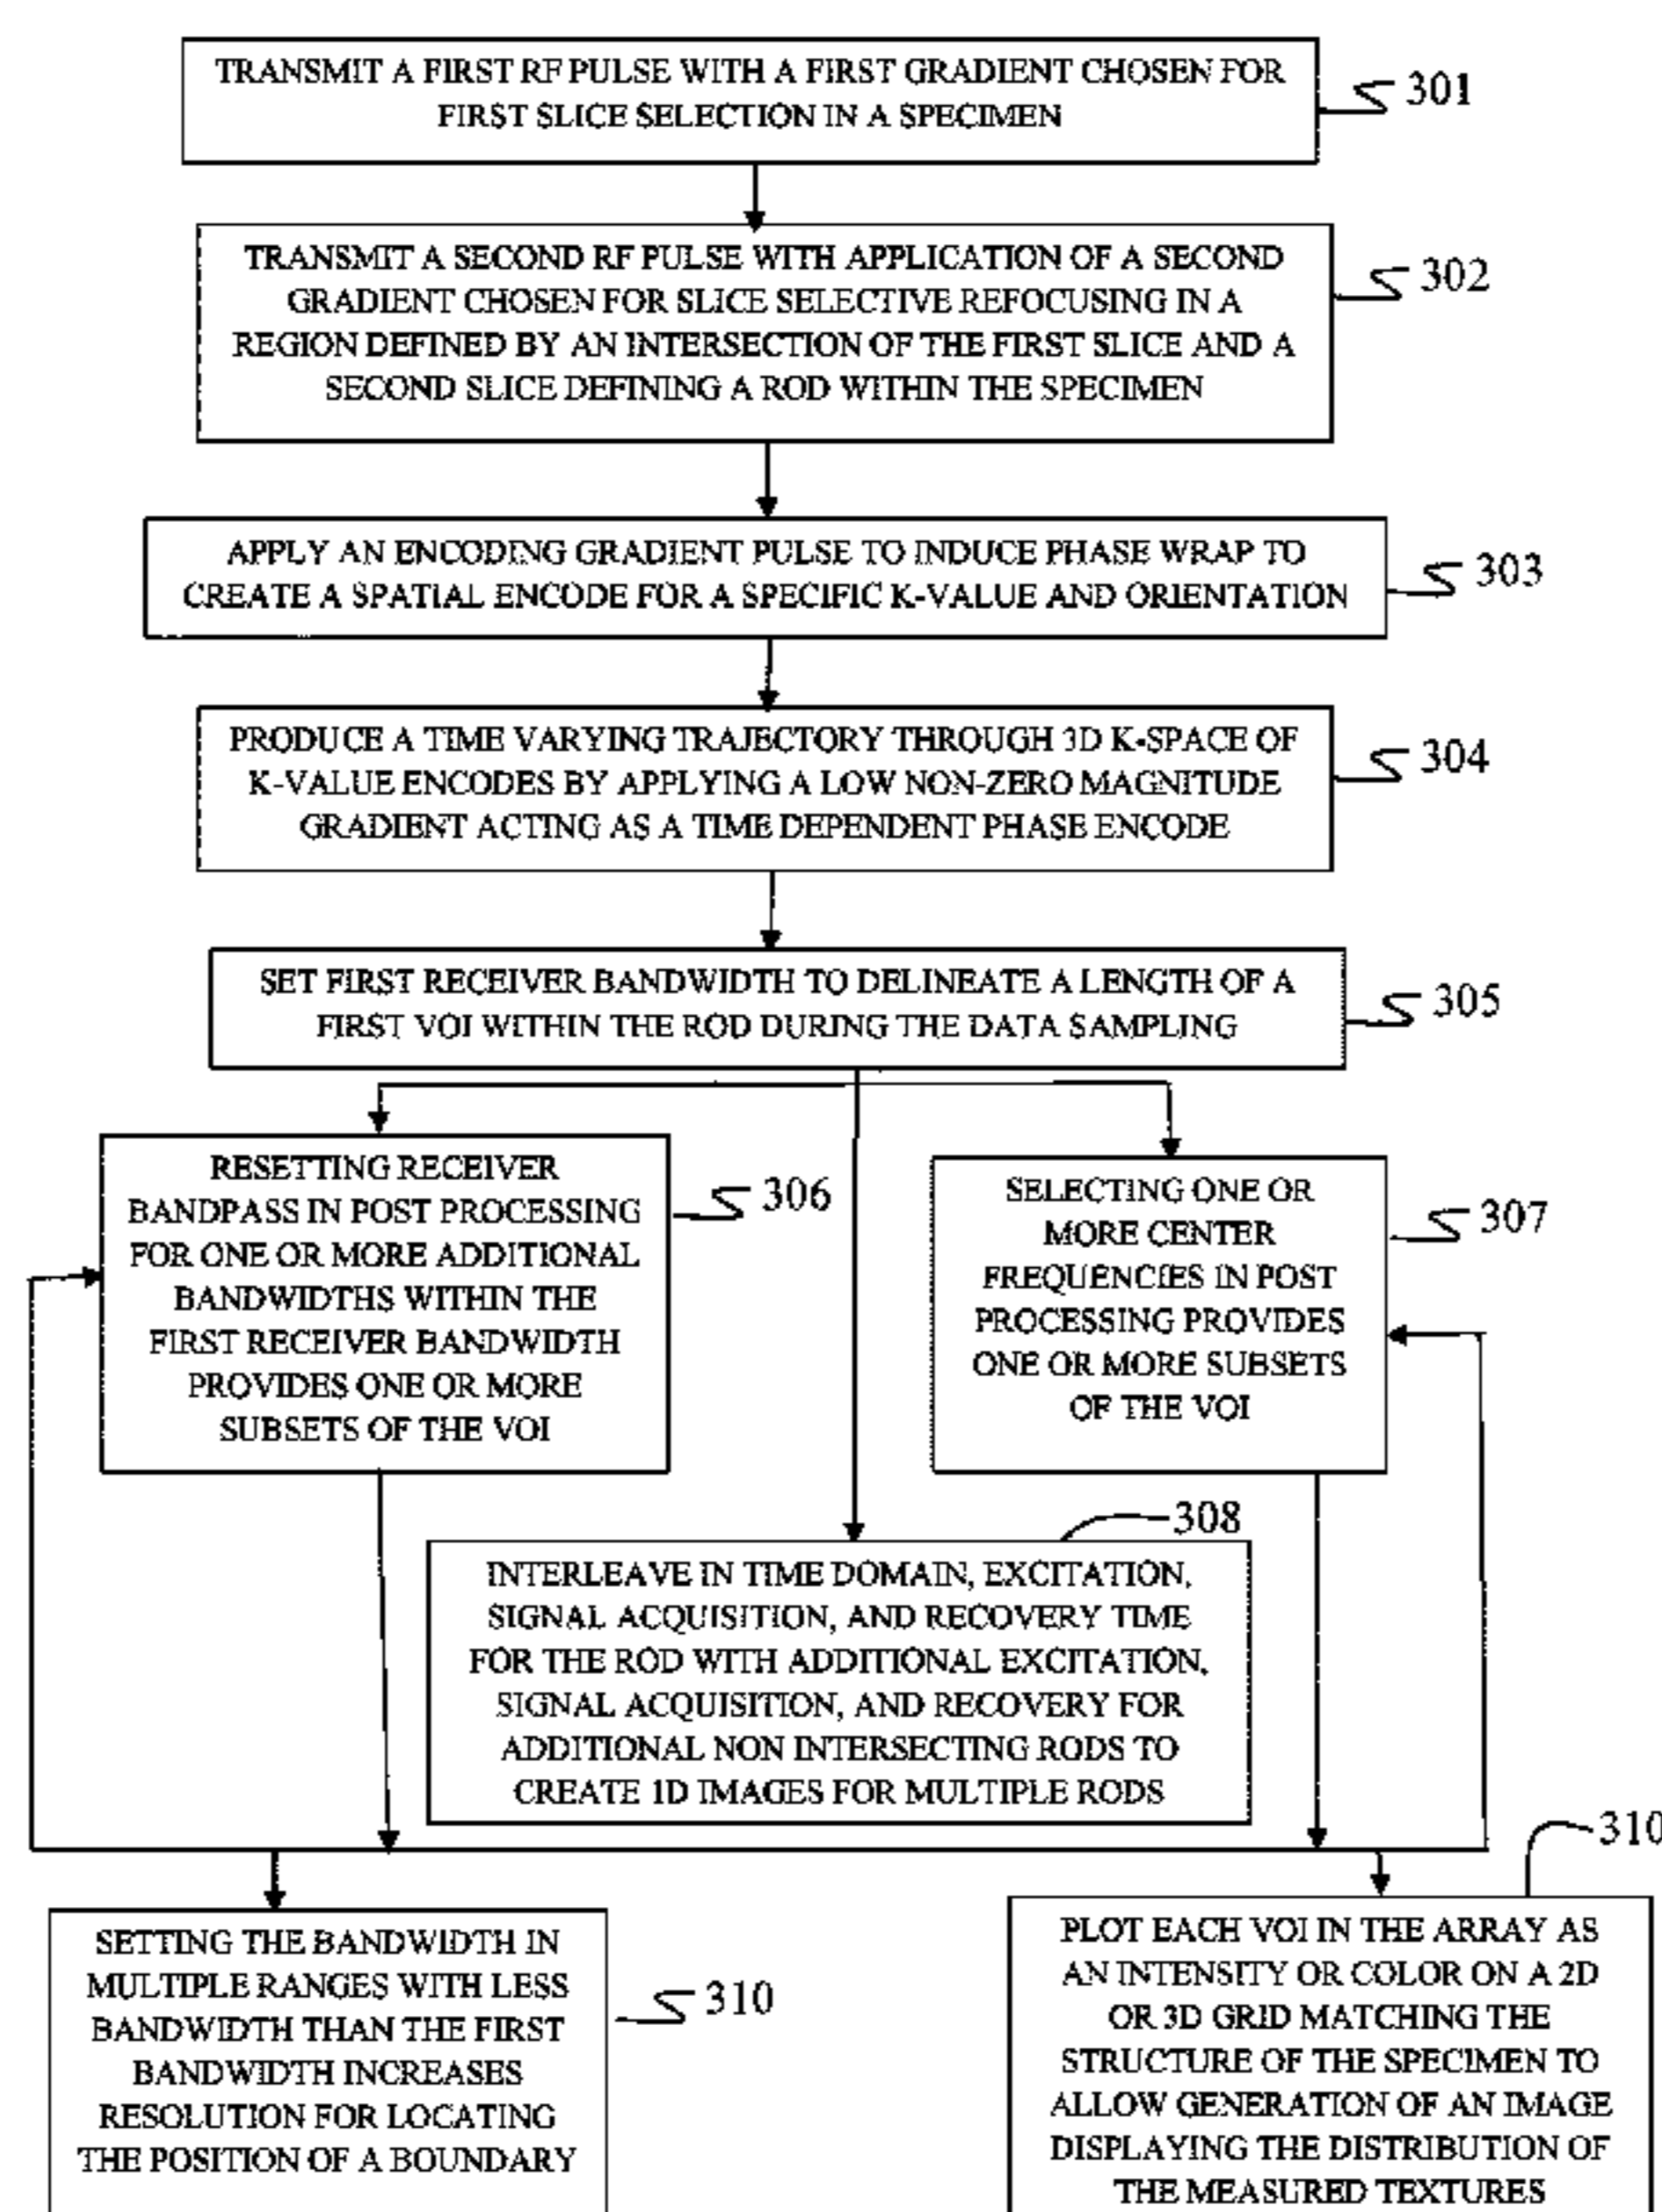 TRANSMIT A FIRST RF PULSE WITH A FIRST GRADIENT CHOSEN FOR
FIRST SLICE SELECTION IN A SPECIMEN
301
TRANSMIT A SECOND RF PULSE WITH APPLICATION OF A SECOND
GRADIENT CHOSEN FOR SLICE SELECTIVE REFOCUSING IN A
REGION DEFINED BY AN INTERSECTION OF THE FIRST SLICE AND A
SECOND SLICE DEFINING A ROD WITHIN THE SPECIMEN
302
APPLY AN ENCODING GRADIENT PULSE TO INDUCE PHASE WRAP TO
CREATE A SPATIAL ENCODE FOR A SPECIFIC K-VALUE AND ORIENTATION
303
PRODUCE A TIME VARYING TRAJECTORY THROUGH 3D K-SPACE OF
K-VALUE ENCODES BY APPLYING A LOW NON-ZERO MAGNITUDE
GRADIENT ACTING AS A TIME DEPENDENT PHASE ENCODE
304
SET FIRST RECEIVER BANDWIDTH TO DELINEATE A LENGTH OF A
FIRST VOI WITHIN THE ROD DURING THE DATA SAMPLING
305
RESETTING RECEIVER
BANDPASS IN POST PROCESSING
FOR ONE OR MORE ADDITIONAL
BANDWIDTHS WITHIN THE
FIRST RECEIVER BANDWIDTH
PROVIDES ONE OR MORE
SUBSETS OF THE VOI
306
SELECTING ONE OR
MORE CENTER
FREQUENCIES IN POST
PROCESSING PROVIDES
ONE OR MORE SUBSETS
OF THE VOI
307
308
INTERLEAVE IN TIME DOMAIN, EXCITATION,
SIGNAL ACQUISITION, AND RECOVERY TIME
FOR THE ROD WITH ADDITIONAL EXCITATION,
SIGNAL ACQUISITION, AND RECOVERY FOR
ADDITIONAL NON INTERSECTING RODS TO
CREATE 1D IMAGES FOR MULTIPLE RODS
310
SETTING THE BANDWIDTH IN
MULTIPLE RANGES WITH LESS
BANDWIDTH THAN THE FIRST
BANDWIDTH INCREASES
RESOLUTION FOR LOCATING
THE POSITION OF A BOUNDARY
310
PLOT EACH VOI IN THE ARRAY AS
AN INTENSITY OR COLOR ON A 2D
OR 3D GRID MATCHING THE
STRUCTURE OF THE SPECIMEN TO
ALLOW GENERATION OF AN IMAGE
DISPLAYING THE DISTRIBUTION OF
THE MEASURED TEXTURES